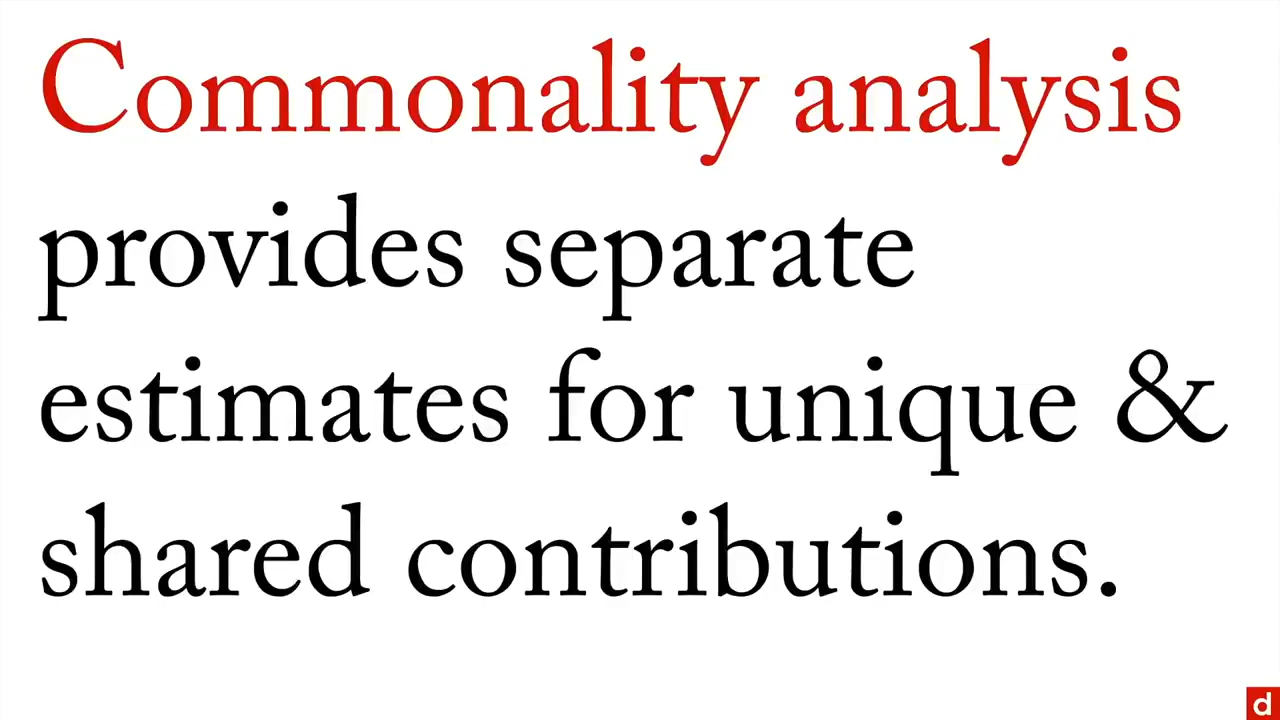 Commonality analysis
provides separate
estimates for unique &
shared contributions.
d